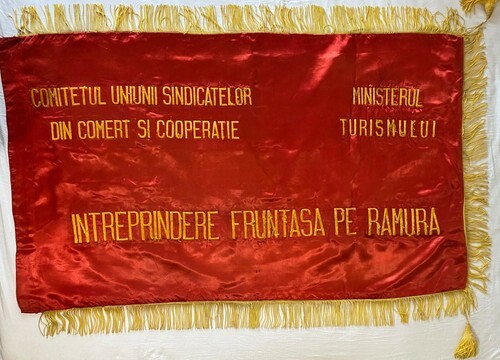 COMITETUL UNIUNII SINDICATELOR
DIN COMERT SI COOPERATIE
MINISTERUL
TURISMULUI
INTREPRINDERE FRUNTASA PE RAMURA